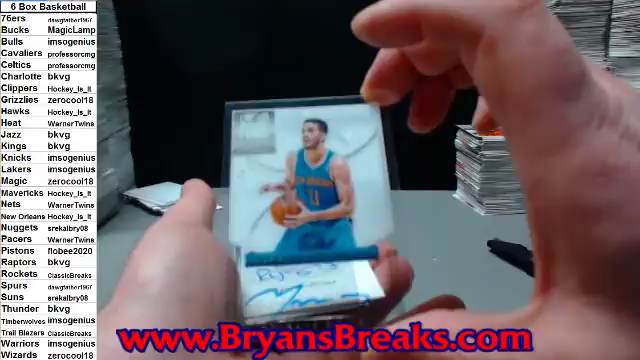 6 Box Basketball
76ers dawgfather1967
Bucks MagicLamp
Bulls imsogenius
Cavaliers professorcmg
Celtics professorcmg
Charlotte bkvg
Clippers Hockey_Is_It
Grizzlies zerocool18
Hawks Hockey_Is_It
Heat WarnerTwins
Jazz bkvg
Kings bkvg
Knicks imsogenius
Lakers imsogenius
Magic zerocool18
Mavericks Hockey_Is_It
Nets WarnerTwins
New Orleans Hockey_Is_It
Nuggets srekalbry08
Pacers WarnerTwins
Pistons flobee2020
Raptors bkvg
Rockets ClassicBreaks
Spurs dawgfather1967
Suns srekalbry08
Thunder bkvg
Timberwolves imsogenius
Trail Blazers ClassicBreaks
Warriors imsogenius
Wizards zerocool18
www.BryansBreaks.com